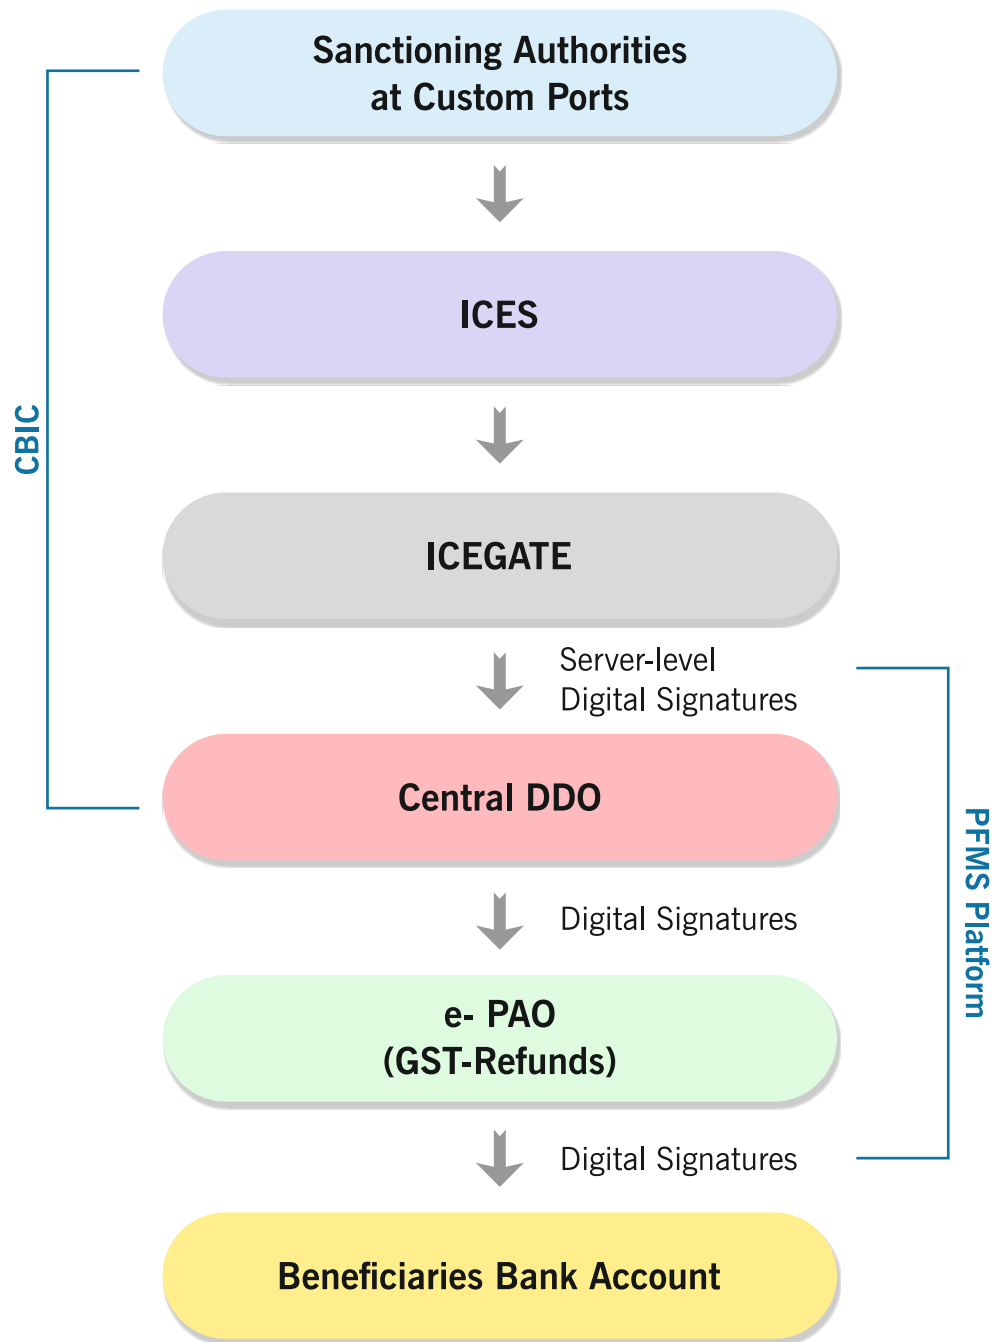 Sanctioning Authorities
at Custom Ports
ICES
CBIC
ICEGATE
Server-level
Digital Signatures
Central DDO
PFMS Platform
Digital Signatures
e- PAO
(GST-Refunds)
Digital Signatures
Beneficiaries Bank Account